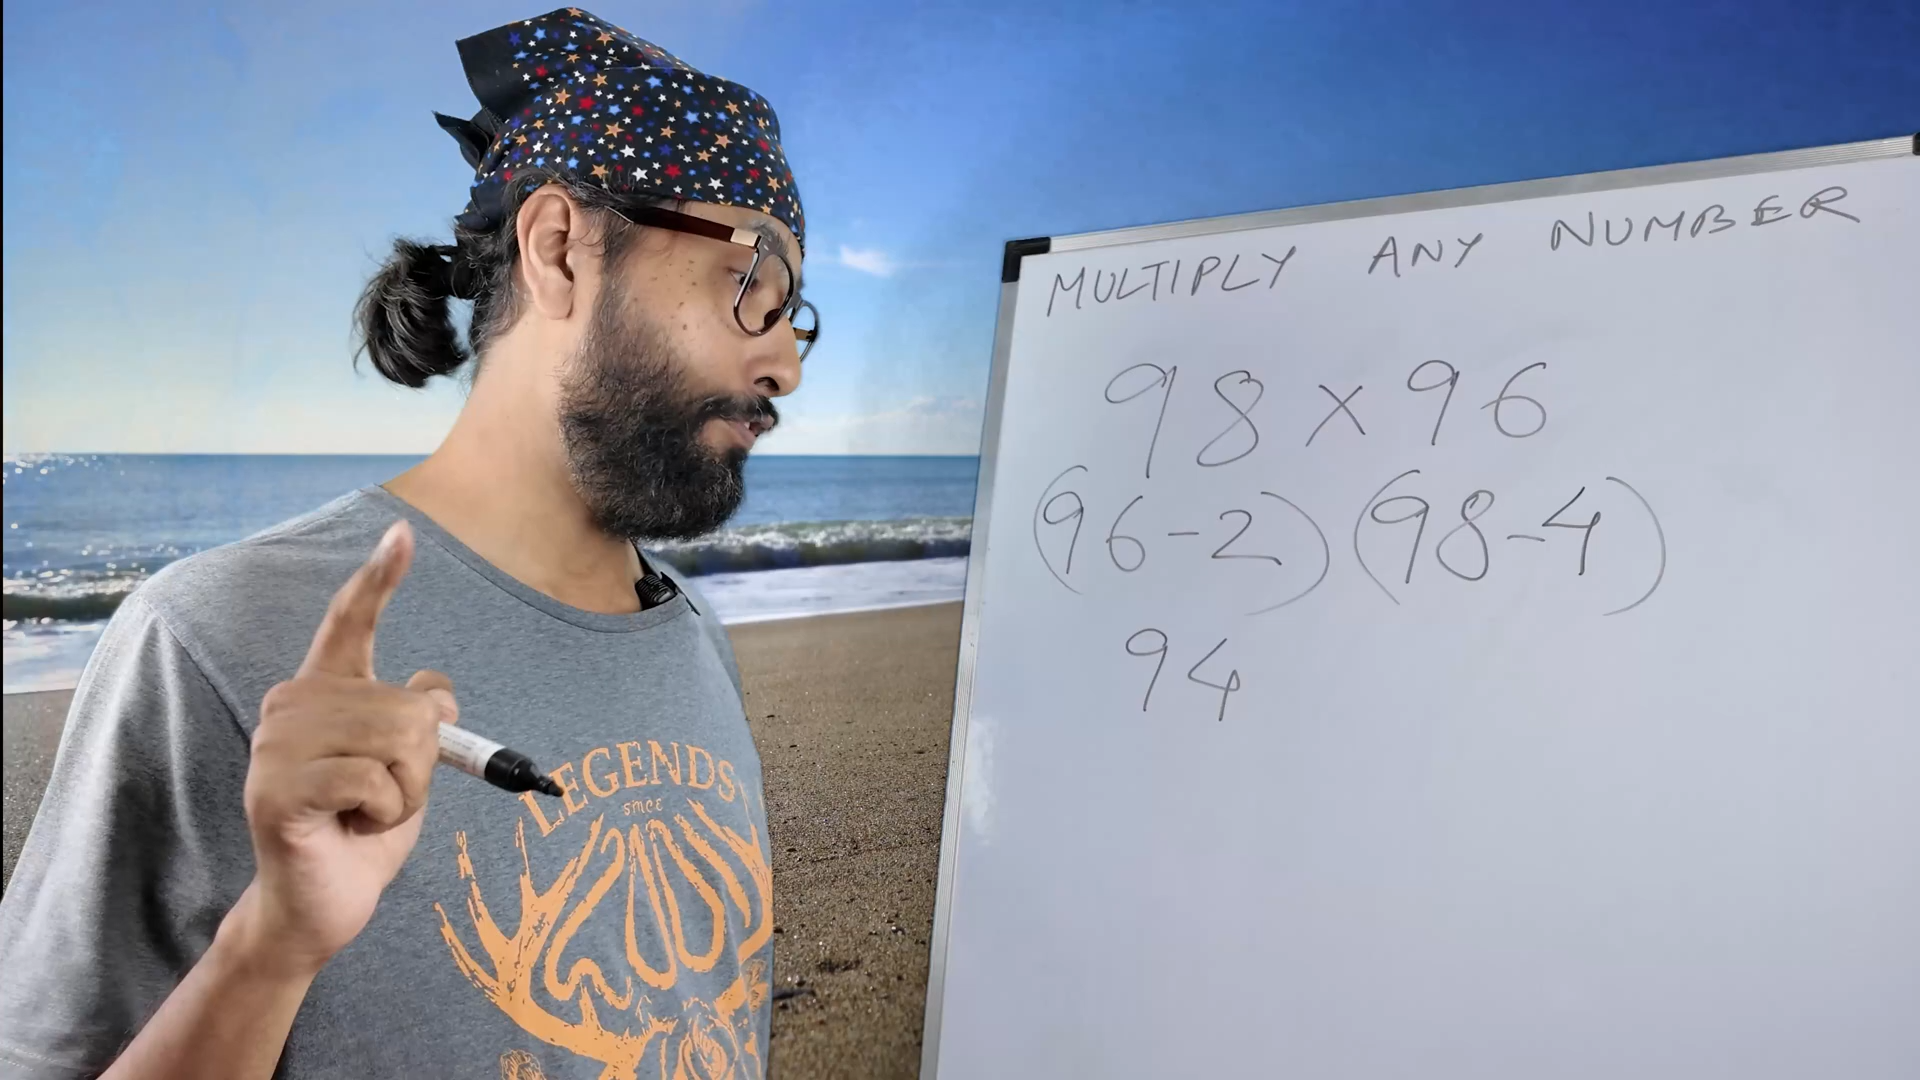 MULTIPLY ANY NUMBER
98 × 96
(96-2) (98-4)
94
LEGENDS
since